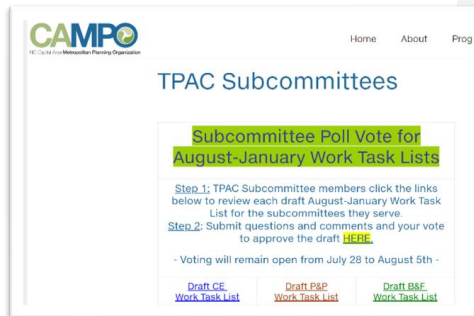 CAMPO
NC Capital Area Metropolitan Planning Organization
Home About Prog
TPAC Subcommittees
Subcommittee Poll Vote for
August-January Work Task Lists
Step 1: TPAC Subcommittee members click the links
below to review each draft August-January Work Task
List for the subcommittees they serve.
Step 2: Submit questions and comments and your vote
to approve the draft HERE.
- Voting will remain open from July 28 to August 5th -
Draft CE Draft P&P Draft B&F
Work Task List Work Task List Work Task List